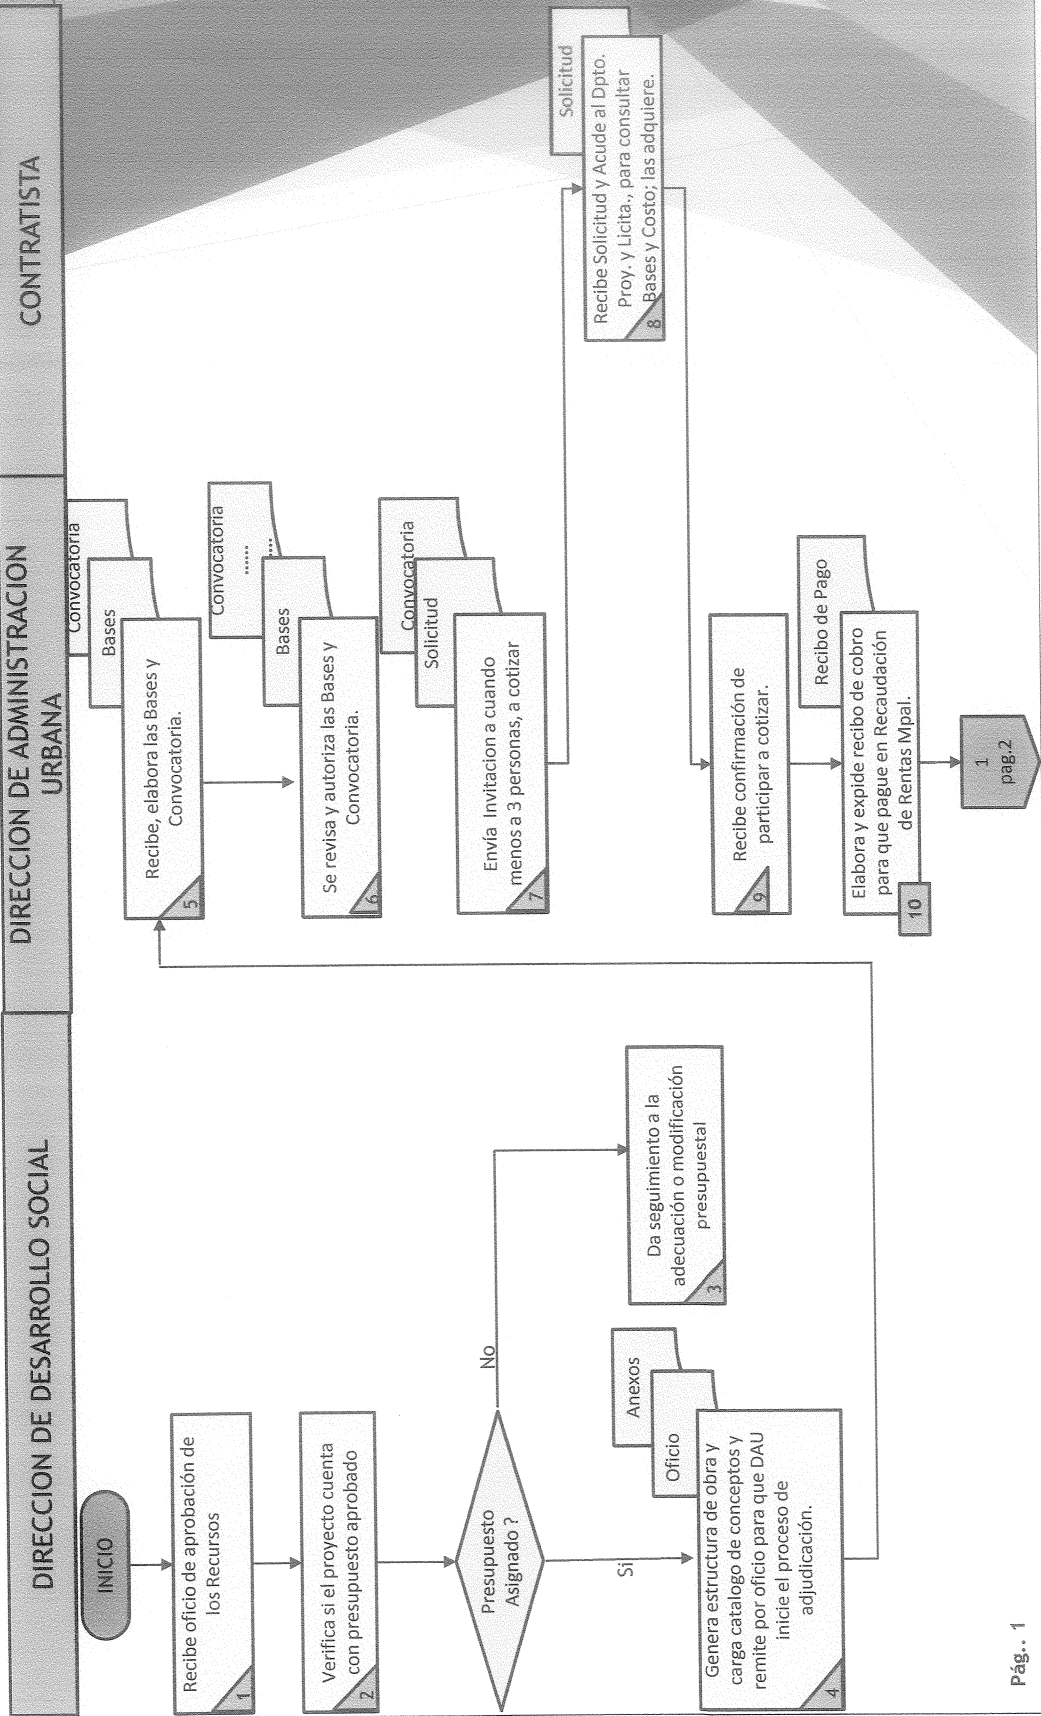 DIRECCION DE DESARROLLO SOCIAL
DIRECCION DE ADMINISTRACION
URBANA
CONTRATISTA
INICIO
Recibe oficio de aprobación de
los Recursos
1
Verifica si el proyecto cuenta
con presupuesto aprobado
2
Presupuesto
Asignado ?
No
Si
Da seguimiento a la
adecuación o modificación
presupuestal
3
Anexos
Oficio
Genera estructura de obra y
carga catalogo de conceptos y
remite por oficio para que DAU
inicie el proceso de
adjudicación.
4
Convocatoria
Bases
Recibe, elabora las Bases y
Convocatoria.
5
Convocatoria
......
....
Bases
Se revisa y autoriza las Bases y
Convocatoria.
6
Convocatoria
Solicitud
Envía Invitacion a cuando
menos a 3 personas, a cotizar
7
Solicitud
Recibe Solicitud y Acude al Dpto.
Proy. y Licita., para consultar
Bases y Costo; las adquiere.
8
Recibe confirmación de
participar a cotizar.
9
Recibo de Pago
Elabora y expide recibo de cobro
para que pague en Recaudación
de Rentas Mpal.
10
1
pag.2
Pág.. 1